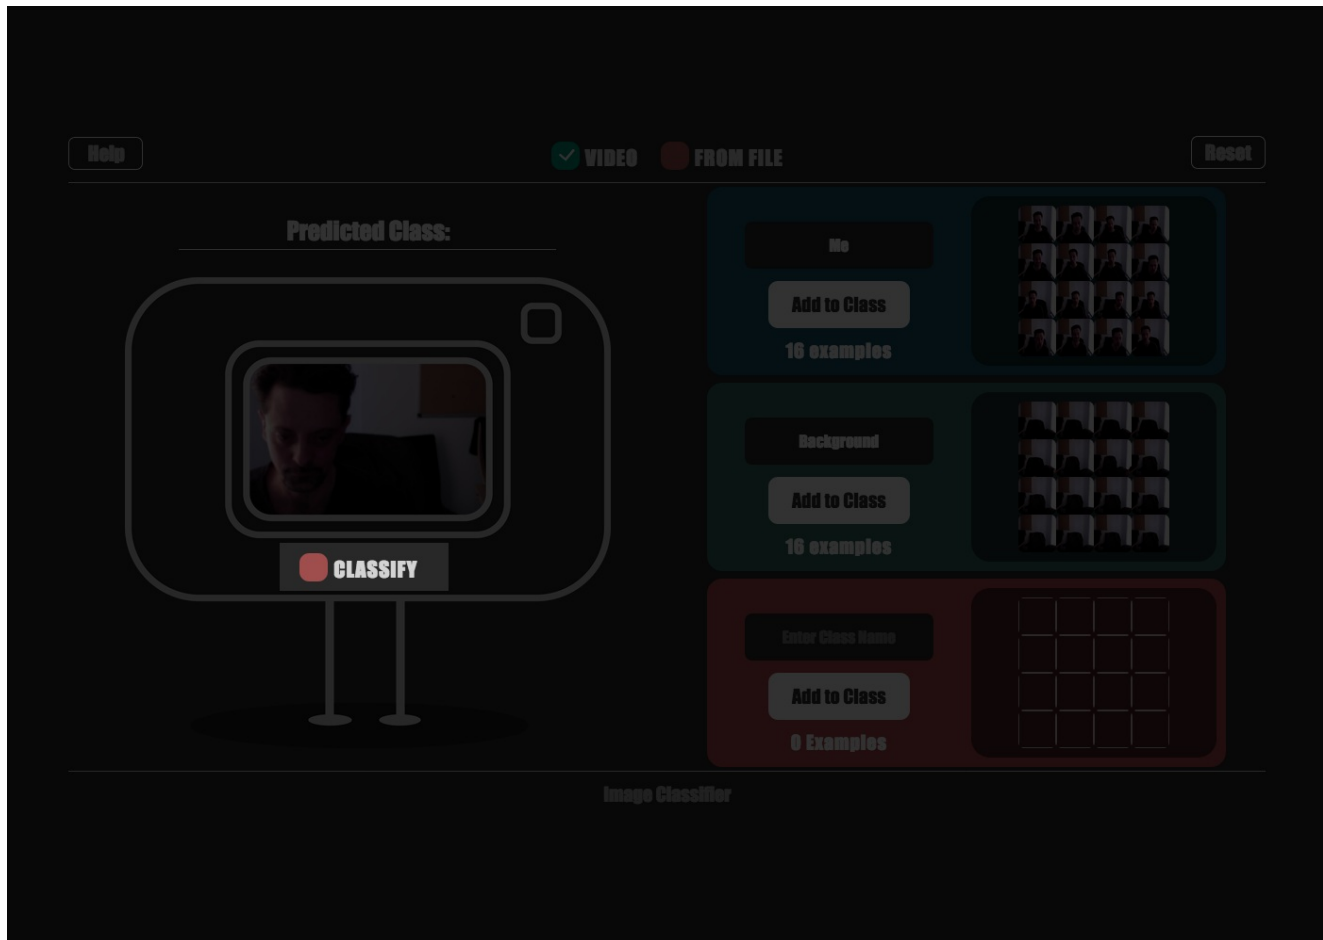 Help
VIDEO
FROM FILE
Reset
Predicted Class:
CLASSIFY
Me
Add to Class
16 examples
Background
Add to Class
16 examples
Enter Class Name
Add to Class
0 Examples
Image Classifier